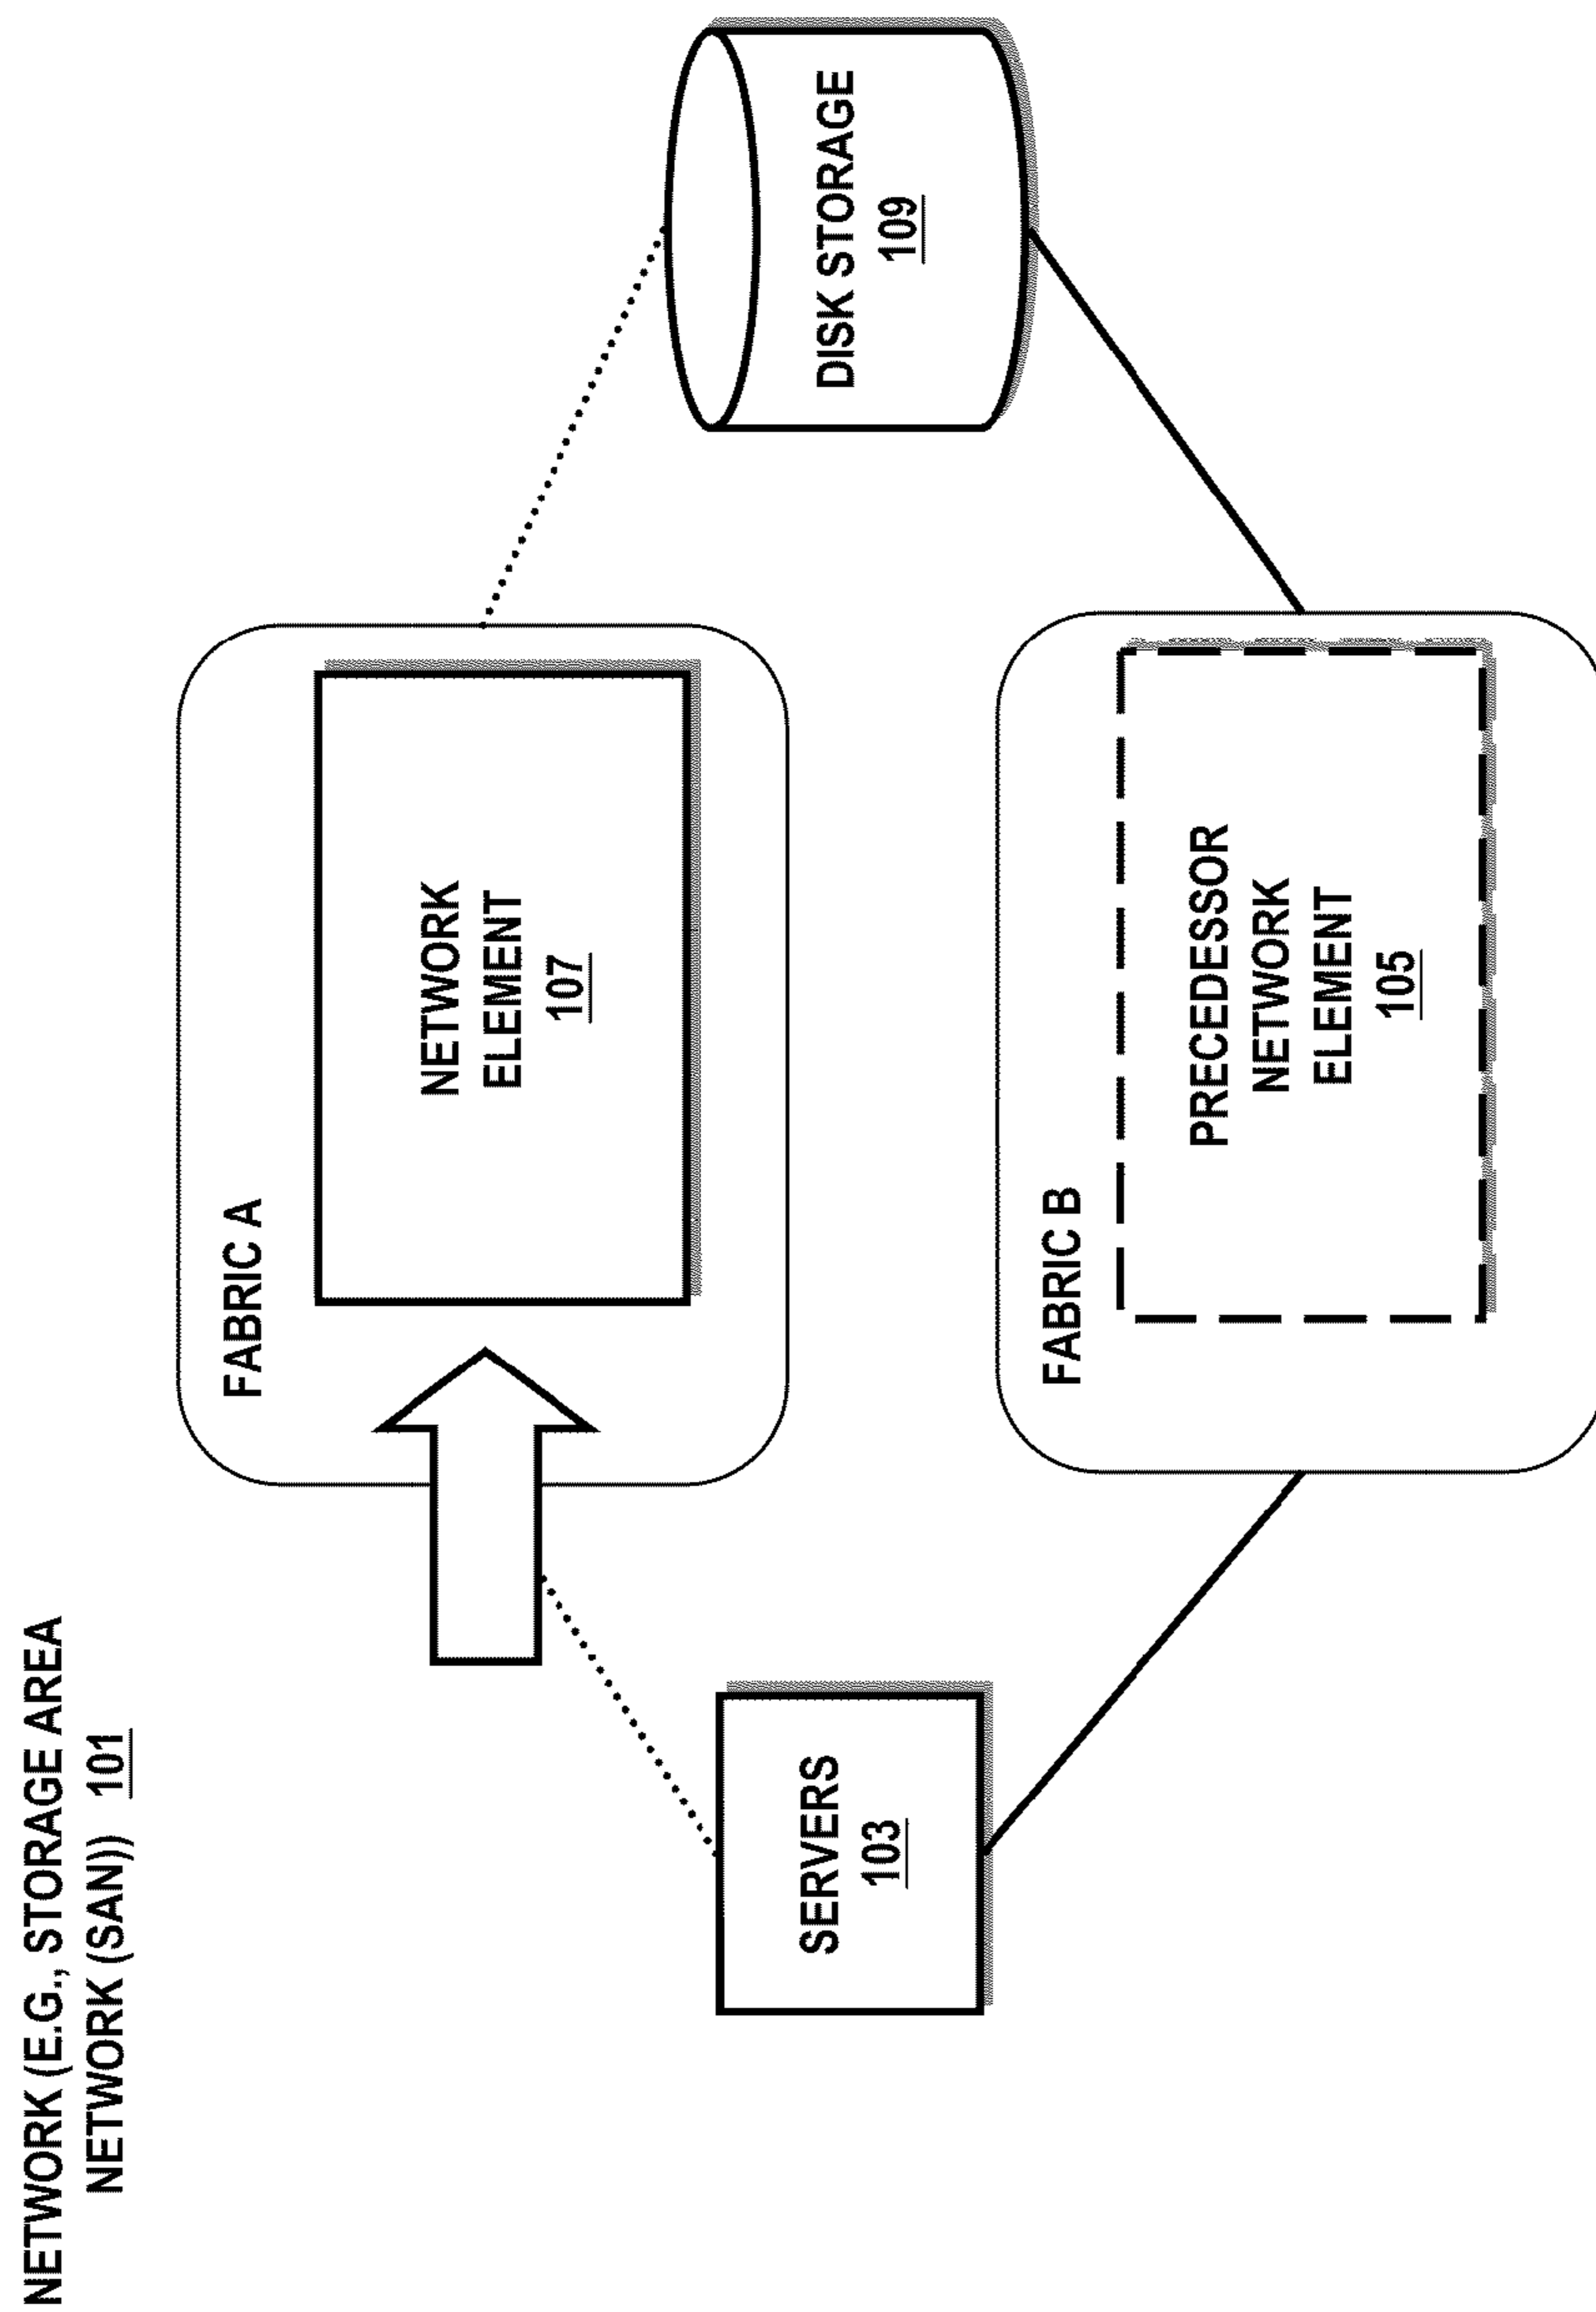 NETWORK (E.G., STORAGE AREA
NETWORK (SAN)) 101
FABRIC A
NETWORK
ELEMENT
107
SERVERS
103
DISK STORAGE
109
FABRIC B
PRECEDESSOR
NETWORK
ELEMENT
105